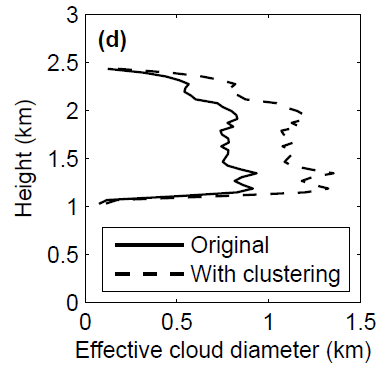 3
(d)
2.5
2
1.5
1
0.5
0
Height (km)
Original
With clustering
0 0.5 1 1.5
Effective cloud diameter (km)